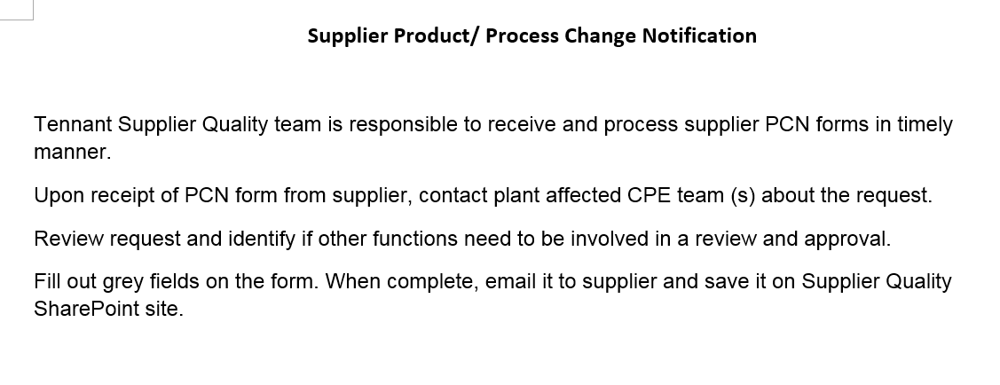 Supplier Product/ Process Change Notification
Tennant Supplier Quality team is responsible to receive and process supplier PCN forms in timely
manner.
Upon receipt of PCN form from supplier, contact plant affected CPE team (s) about the request.
Review request and identify if other functions need to be involved in a review and approval.
Fill out grey fields on the form. When complete, email it to supplier and save it on Supplier Quality
SharePoint site.